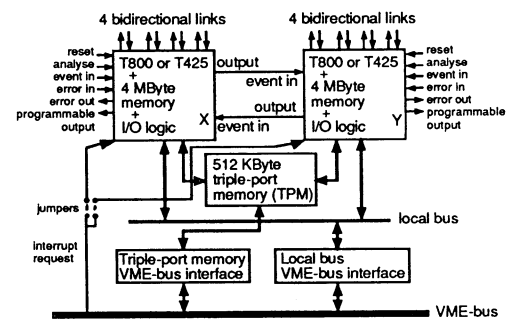 4 bidirectional links
4 bidirectional links
reset
analyse
event in
error in
error out
programmable
output
T800 or T425
+
4 MByte
memory
+
I/O logic
X
output
event in
output
event in
T800 or T425
+
4 MByte
memory
+
I/O logic
Y
reset
analyse
event in
error in
error out
programmable
output
512 KByte
triple-port
memory (TPM)
jumpers
local bus
interrupt
request
Triple-port memory
VME-bus interface
Local bus
VME-bus interface
VME-bus